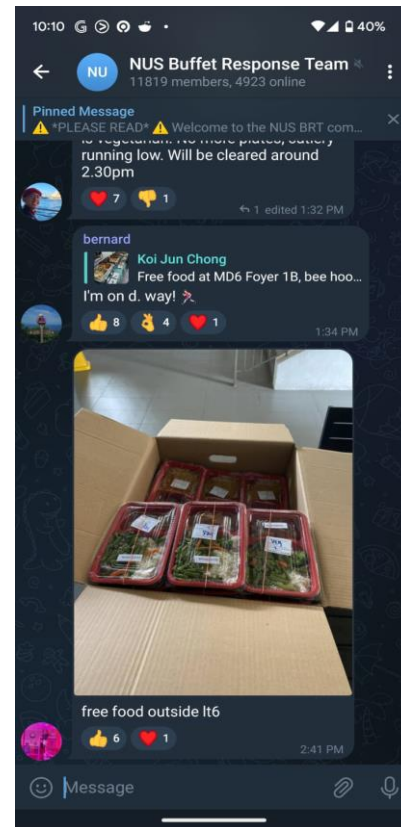 10:10
40%
NU
NUS Buffet Response Team
11819 members, 4923 online
Pinned Message
⚠️ *PLEASE READ* ⚠️ Welcome to the NUS BRT com...
is vegetarian. No more plates, cutlery
running low. Will be cleared around
2.30pm
❤️ 7 👎 1
1 edited 1:32 PM
bernard
Koi Jun Chong
Free food at MD6 Foyer 1B, bee hoo...
I'm on d. way! 🏃
👍 8 👌 4 ❤️ 1
1:34 PM
free food outside lt6
👍 6 ❤️ 1
2:41 PM
Message